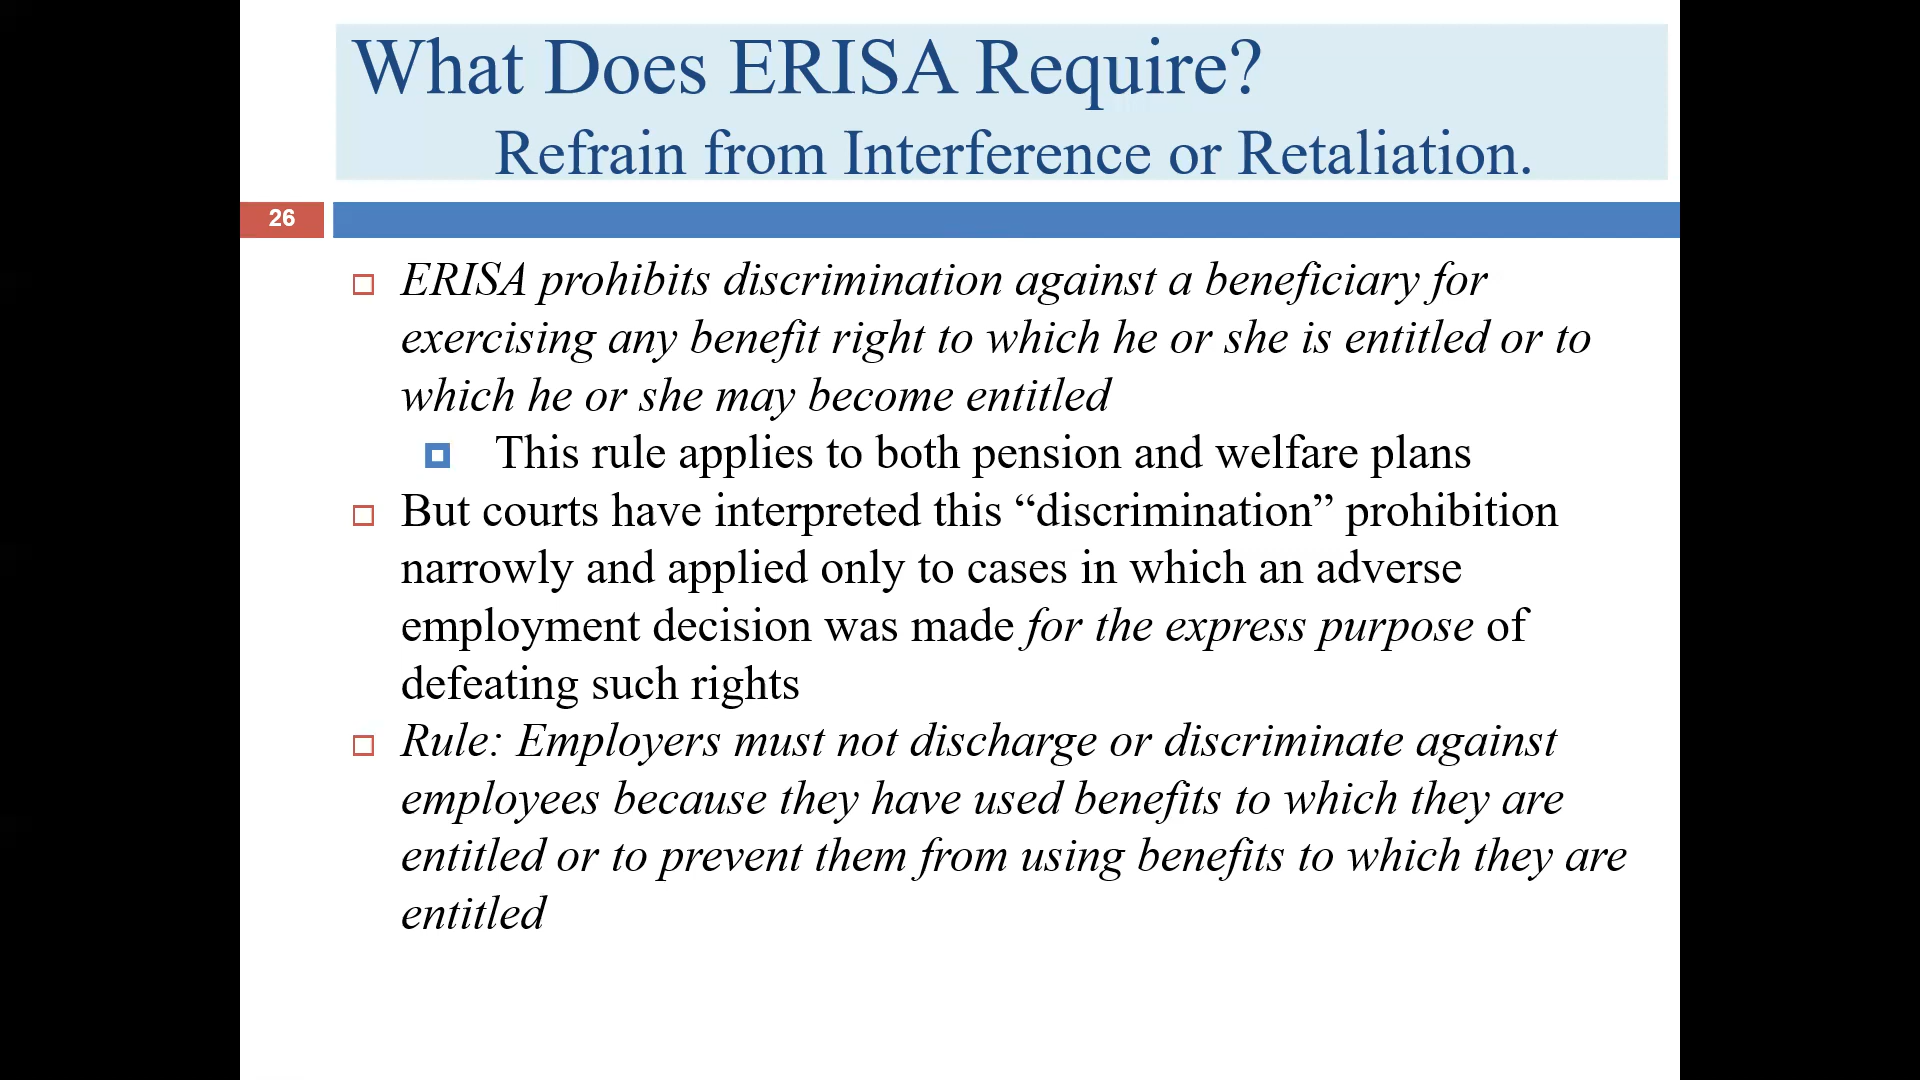 What Does ERISA Require?
Refrain from Interference or Retaliation.
26
ERISA prohibits discrimination against a beneficiary for
exercising any benefit right to which he or she is entitled or to
which he or she may become entitled
This rule applies to both pension and welfare plans
But courts have interpreted this “discrimination” prohibition
narrowly and applied only to cases in which an adverse
employment decision was made for the express purpose of
defeating such rights
Rule: Employers must not discharge or discriminate against
employees because they have used benefits to which they are
entitled or to prevent them from using benefits to which they are
entitled